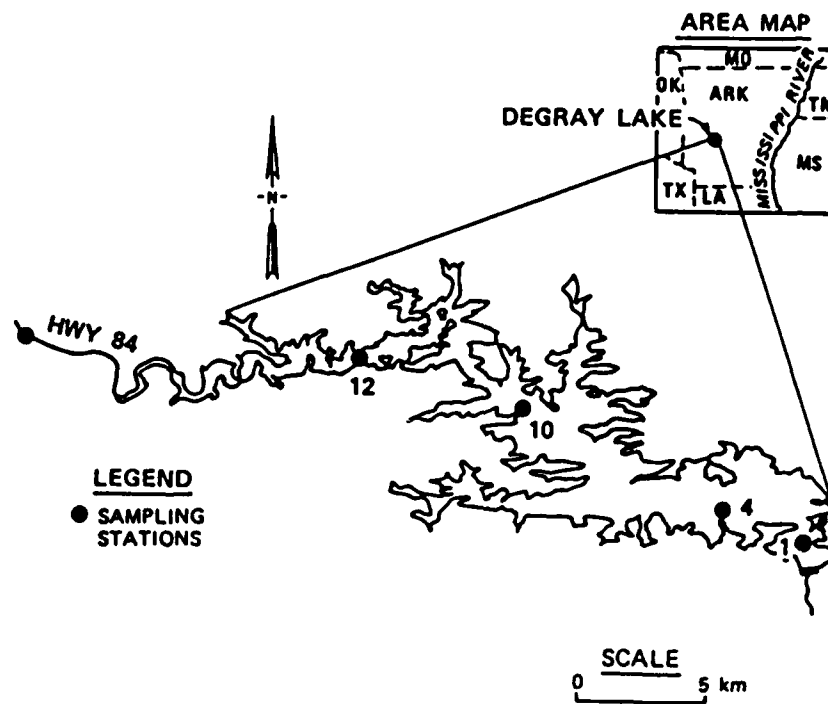 AREA MAP
MO
OK
ARK
MISSISSIPPI RIVER
TN
DEGRAY LAKE
MS
TX
LA
-N-
HWY 84
12
10
LEGEND
SAMPLING
STATIONS
4
1
SCALE
0 5 km